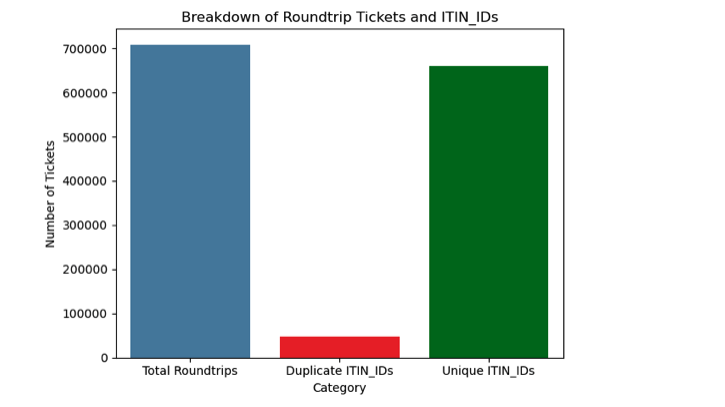 Breakdown of Roundtrip Tickets and ITIN_IDs
Number of Tickets
700000
600000
500000
400000
300000
200000
100000
0
Total Roundtrips
Duplicate ITIN_IDs
Unique ITIN_IDs
Category